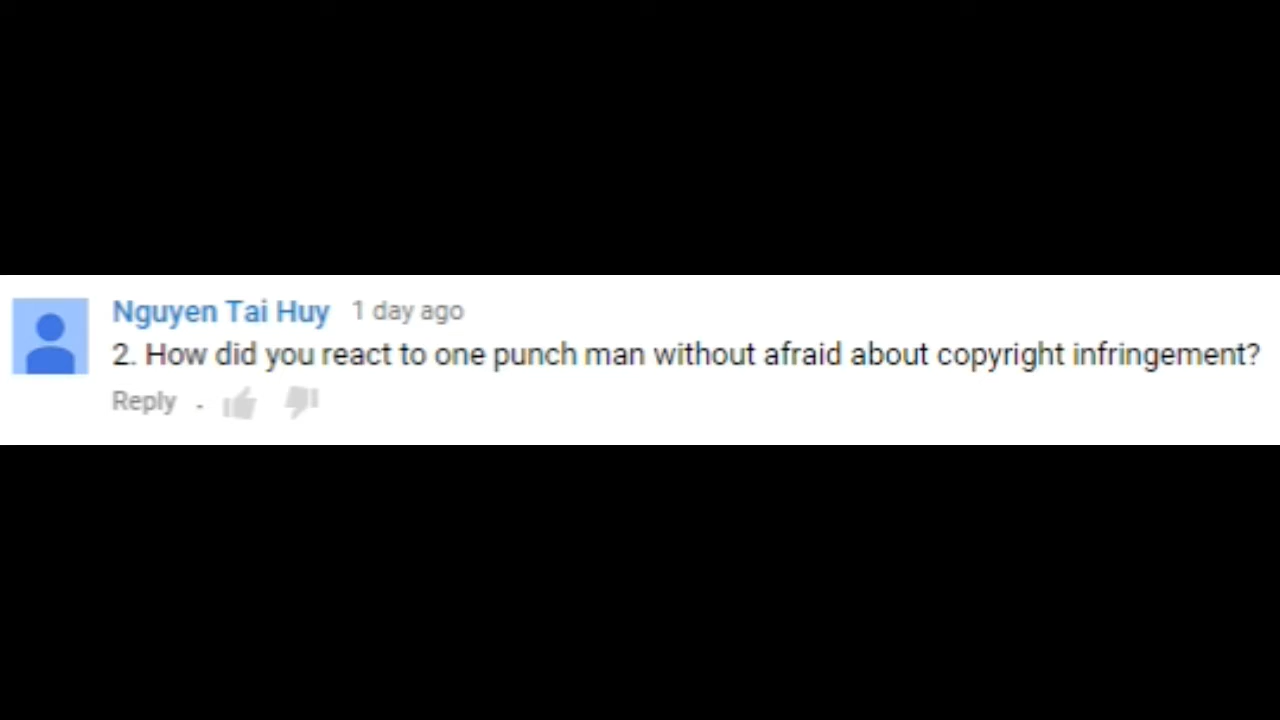 Nguyen Tai Huy 1 day ago
2. How did you react to one punch man without afraid about copyright infringement?
Reply .